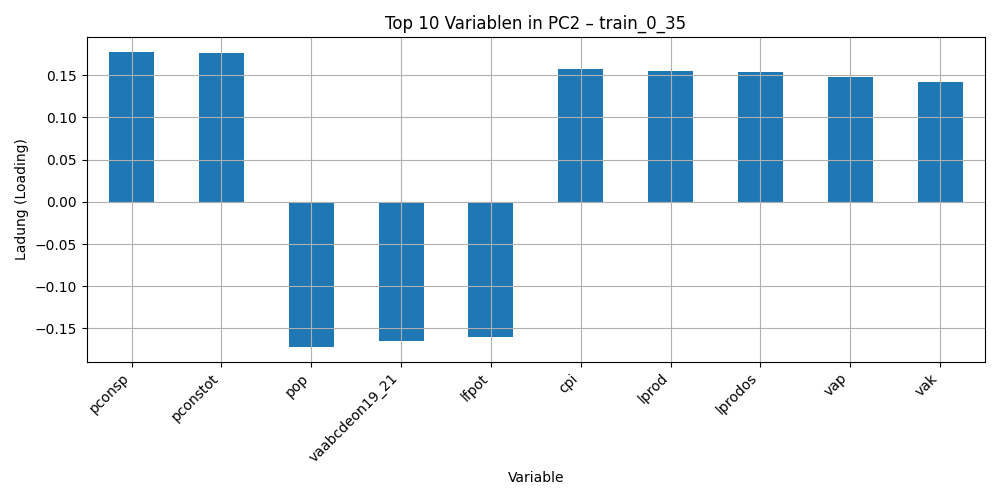 Top 10 Variablen in PC2 – train_0_35
Ladung (Loading)
0.15
0.10
0.05
0.00
−0.05
−0.10
−0.15
pconsp
pconstot
pop
vaabcdeon19_21
lfpot
cpi
lprod
lprodos
vap
vak
Variable